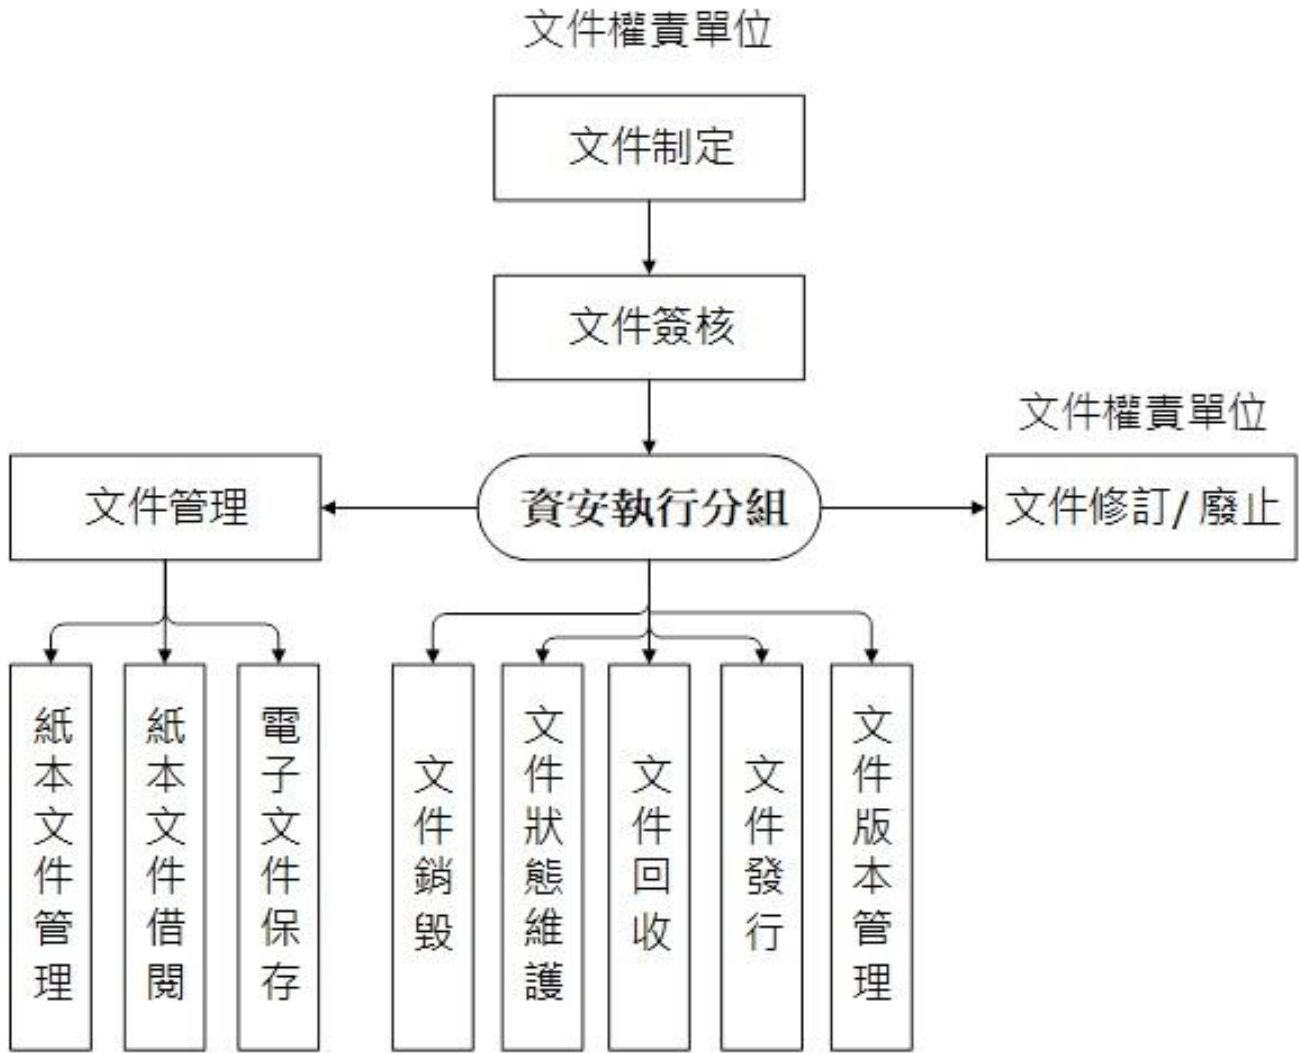 文件權責單位
文件制定
文件簽核
文件權責單位
文件管理
資安執行分組
文件修訂/ 廢止
紙本文件管理
紙本文件借閱
電子文件保存
文件銷毀
文件狀態維護
文件回收
文件發行
文件版本管理